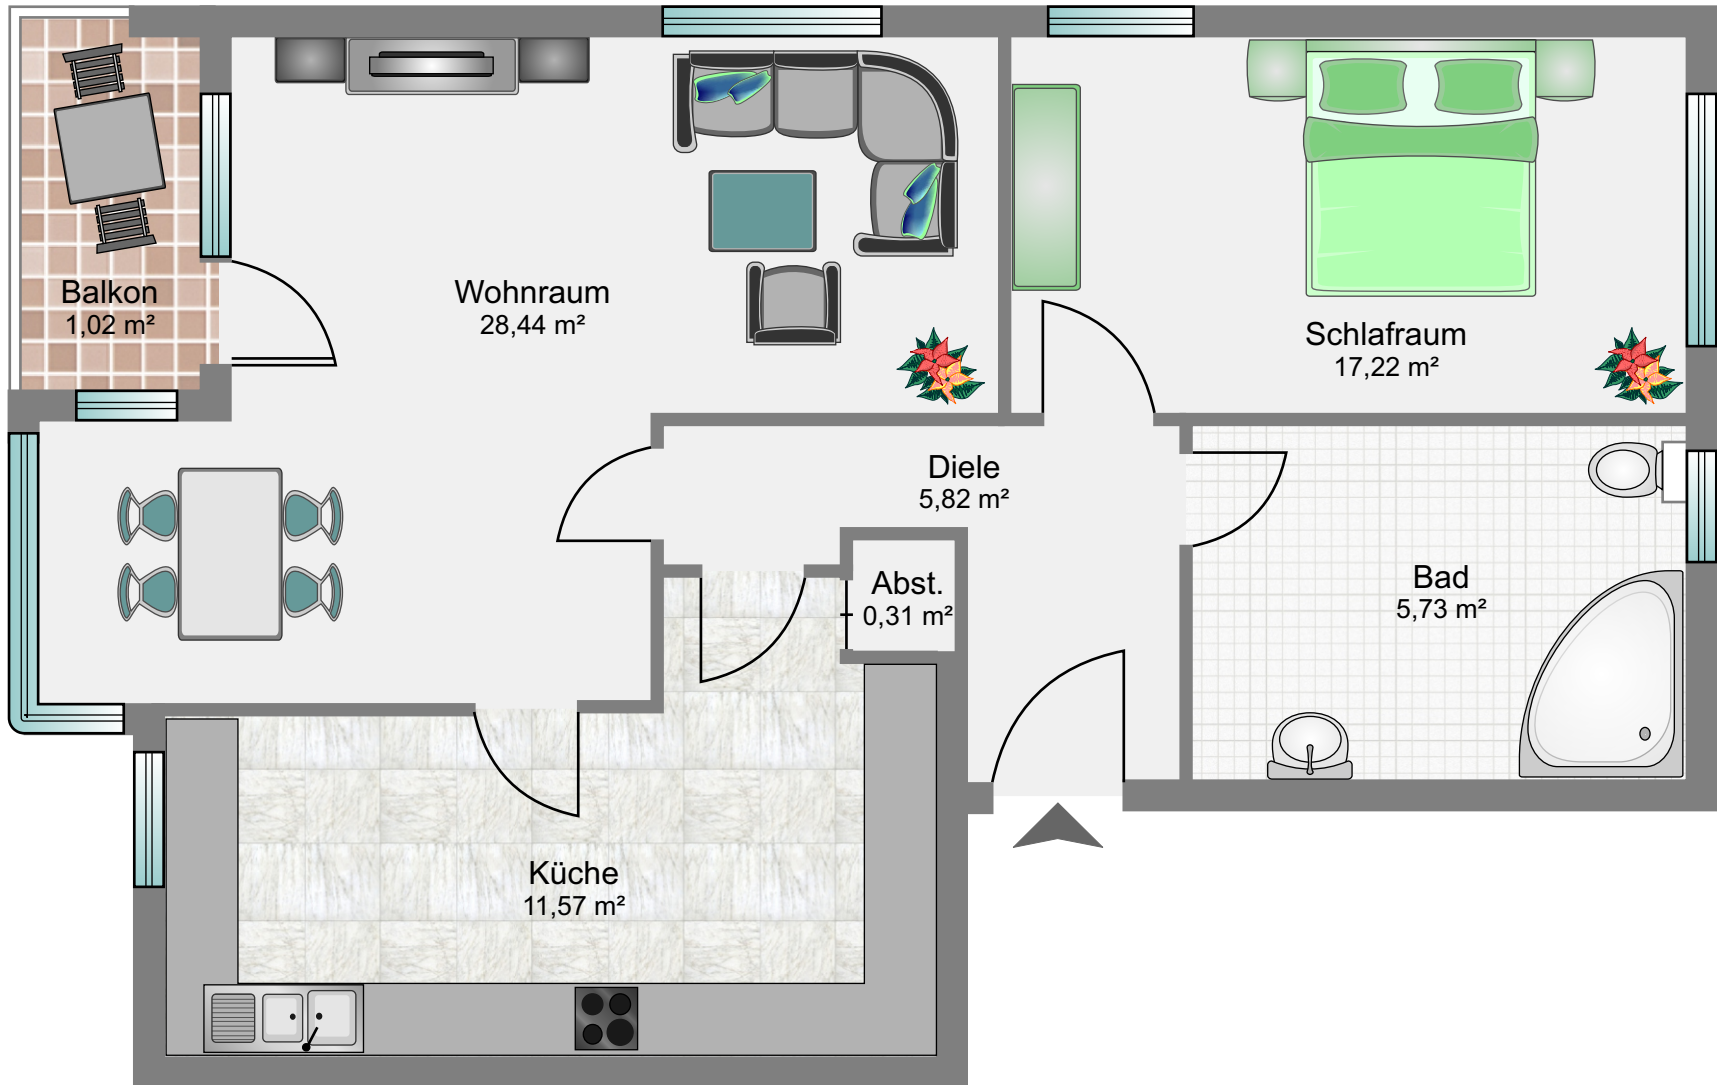 Balkon
1,02 m²
Wohnraum
28,44 m²
Schlafraum
17,22 m²
Diele
5,82 m²
Abst.
0,31 m²
Bad
5,73 m²
Küche
11,57 m²